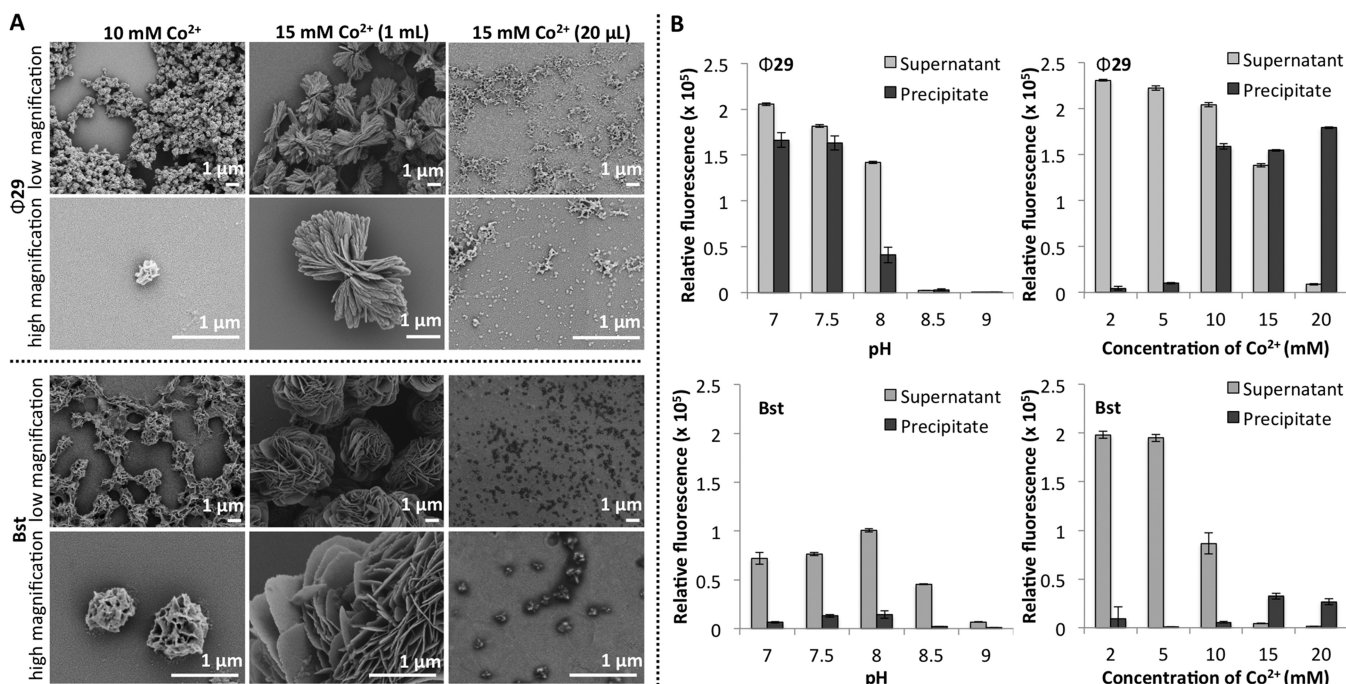 A
10 mM Co²⁺
15 mM Co²⁺ (1 mL)
15 mM Co²⁺ (20 µL)
Φ29
low magnification
1 µm
1 µm
1 µm
high magnification
1 µm
1 µm
1 µm
Bst
low magnification
1 µm
1 µm
1 µm
high magnification
1 µm
1 µm
1 µm
B
Φ29
Supernatant
Precipitate
Relative fluorescence (x 10⁵)
2.5
2
1.5
1
0.5
0
7 7.5 8 8.5 9
pH
Φ29
Supernatant
Precipitate
Relative fluorescence (x 10⁵)
2.5
2
1.5
1
0.5
0
2 5 10 15 20
Concentration of Co²⁺ (mM)
Bst
Supernatant
Precipitate
Relative fluorescence (x 10⁵)
2.5
2
1.5
1
0.5
0
7 7.5 8 8.5 9
pH
Bst
Supernatant
Precipitate
Relative fluorescence (x 10⁵)
2.5
2
1.5
1
0.5
0
2 5 10 15 20
Concentration of Co²⁺ (mM)